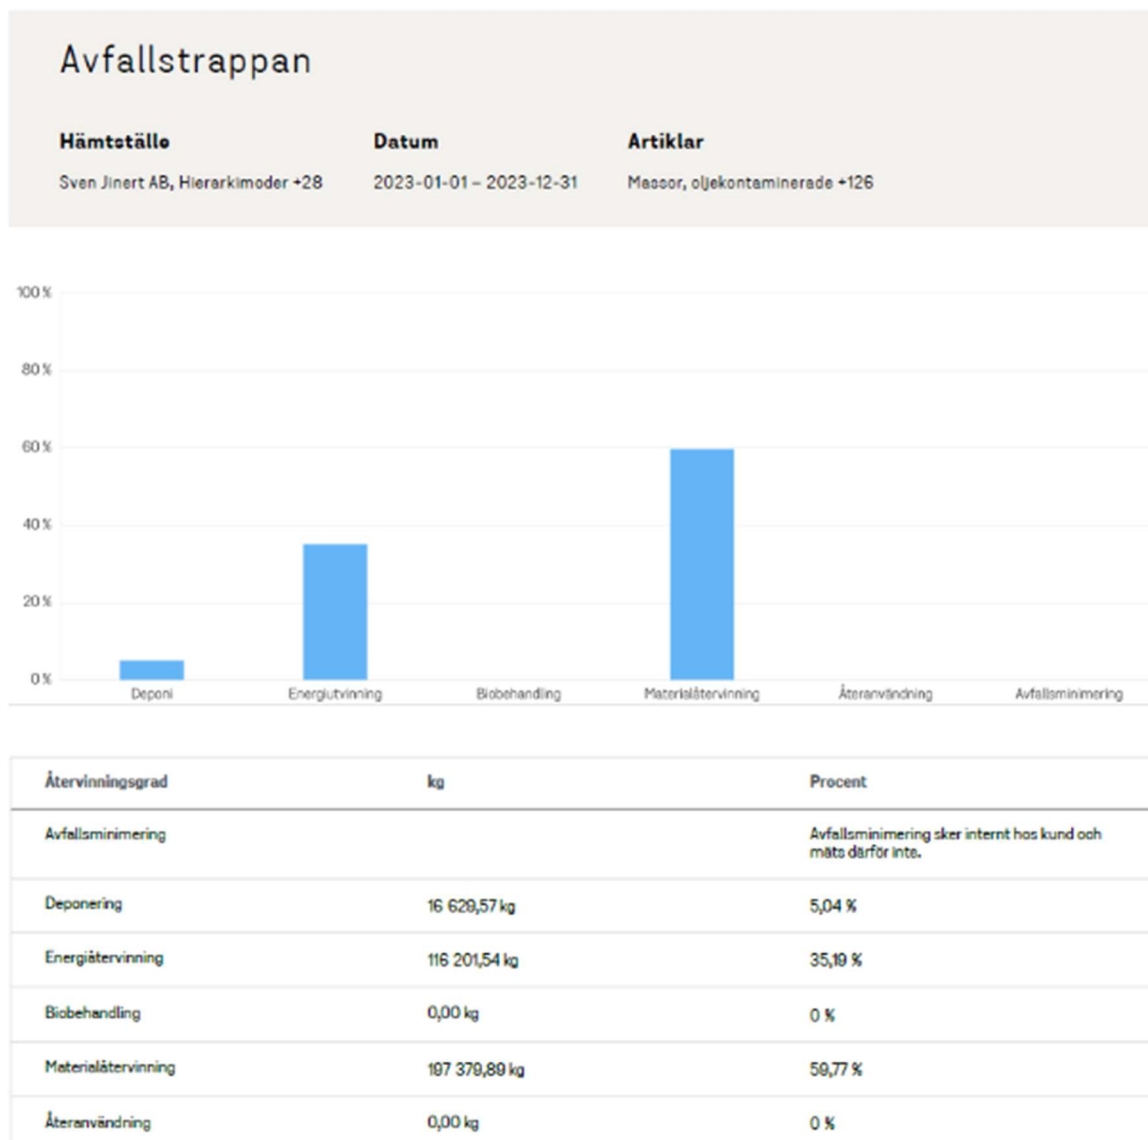 Avfallstrappan
Hämtställe Datum Artiklar
Sven Jinert AB, Hierarkimoder +28 2023-01-01 – 2023-12-31 Massor, oljekontaminerade +126
100 %
80 %
60 %
40 %
20 %
0 %
Deponi Energiutvinning Biobehandling Materialåtervinning Återanvändning Avfallsminimering
Återvinningsgrad kg Procent
Avfallsminimering Avfallsminimering sker internt hos kund och
mäts därför inte.
Deponering 16 629,57 kg 5,04 %
Energiåtervinning 116 201,54 kg 35,19 %
Biobehandling 0,00 kg 0 %
Materialåtervinning 197 379,89 kg 59,77 %
Återanvändning 0,00 kg 0 %